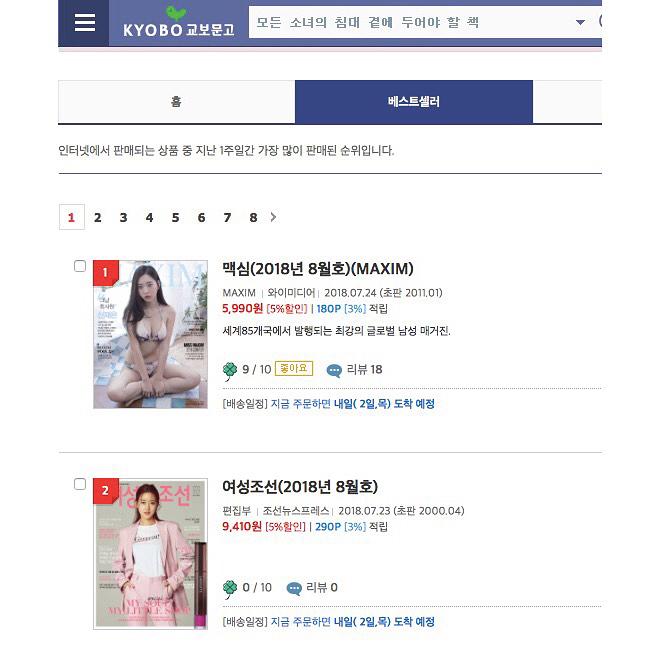 KYOBO 교보문고
모든 소녀의 침대 곁에 두어야 할 책
홈
베스트셀러
인터넷에서 판매되는 상품 중 지난 1주일간 가장 많이 판매된 순위입니다.
1 2 3 4 5 6 7 8
1
MAXIM
맥심(2018년 8월호)(MAXIM)
MAXIM | 와이미디어 | 2018.07.24 (초판 2011.01)
5,990원 [5%할인] | 180P [3%] 적립
세계85개국에서 발행되는 최강의 글로벌 남성 매거진.
9 / 10 좋아요 리뷰 18
[배송일정] 지금 주문하면 내일( 2일,목) 도착 예정
2
여성조선
MY SOUL
여성조선(2018년 8월호)
편집부 | 조선뉴스프레스 | 2018.07.23 (초판 2000.04)
9,410원 [5%할인] | 290P [3%] 적립
0 / 10 리뷰 0
[배송일정] 지금 주문하면 내일( 2일,목) 도착 예정